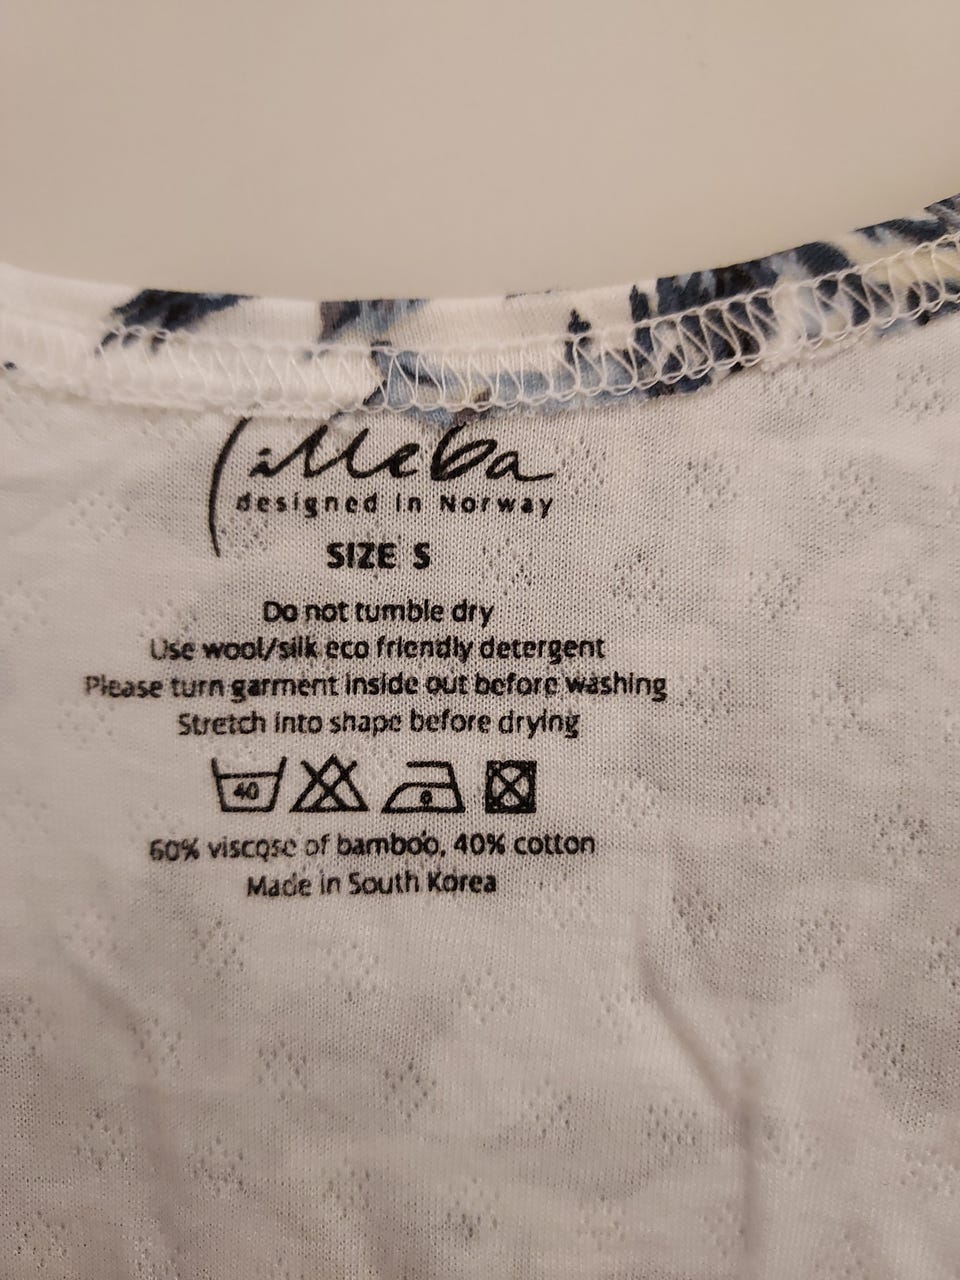 illeba
designed in Norway
SIZE S
Do not tumble dry
Use wool/silk eco friendly detergent
Please turn garment inside out before washing
Stretch into shape before drying
40
60% viscose of bamboo, 40% cotton
Made in South Korea